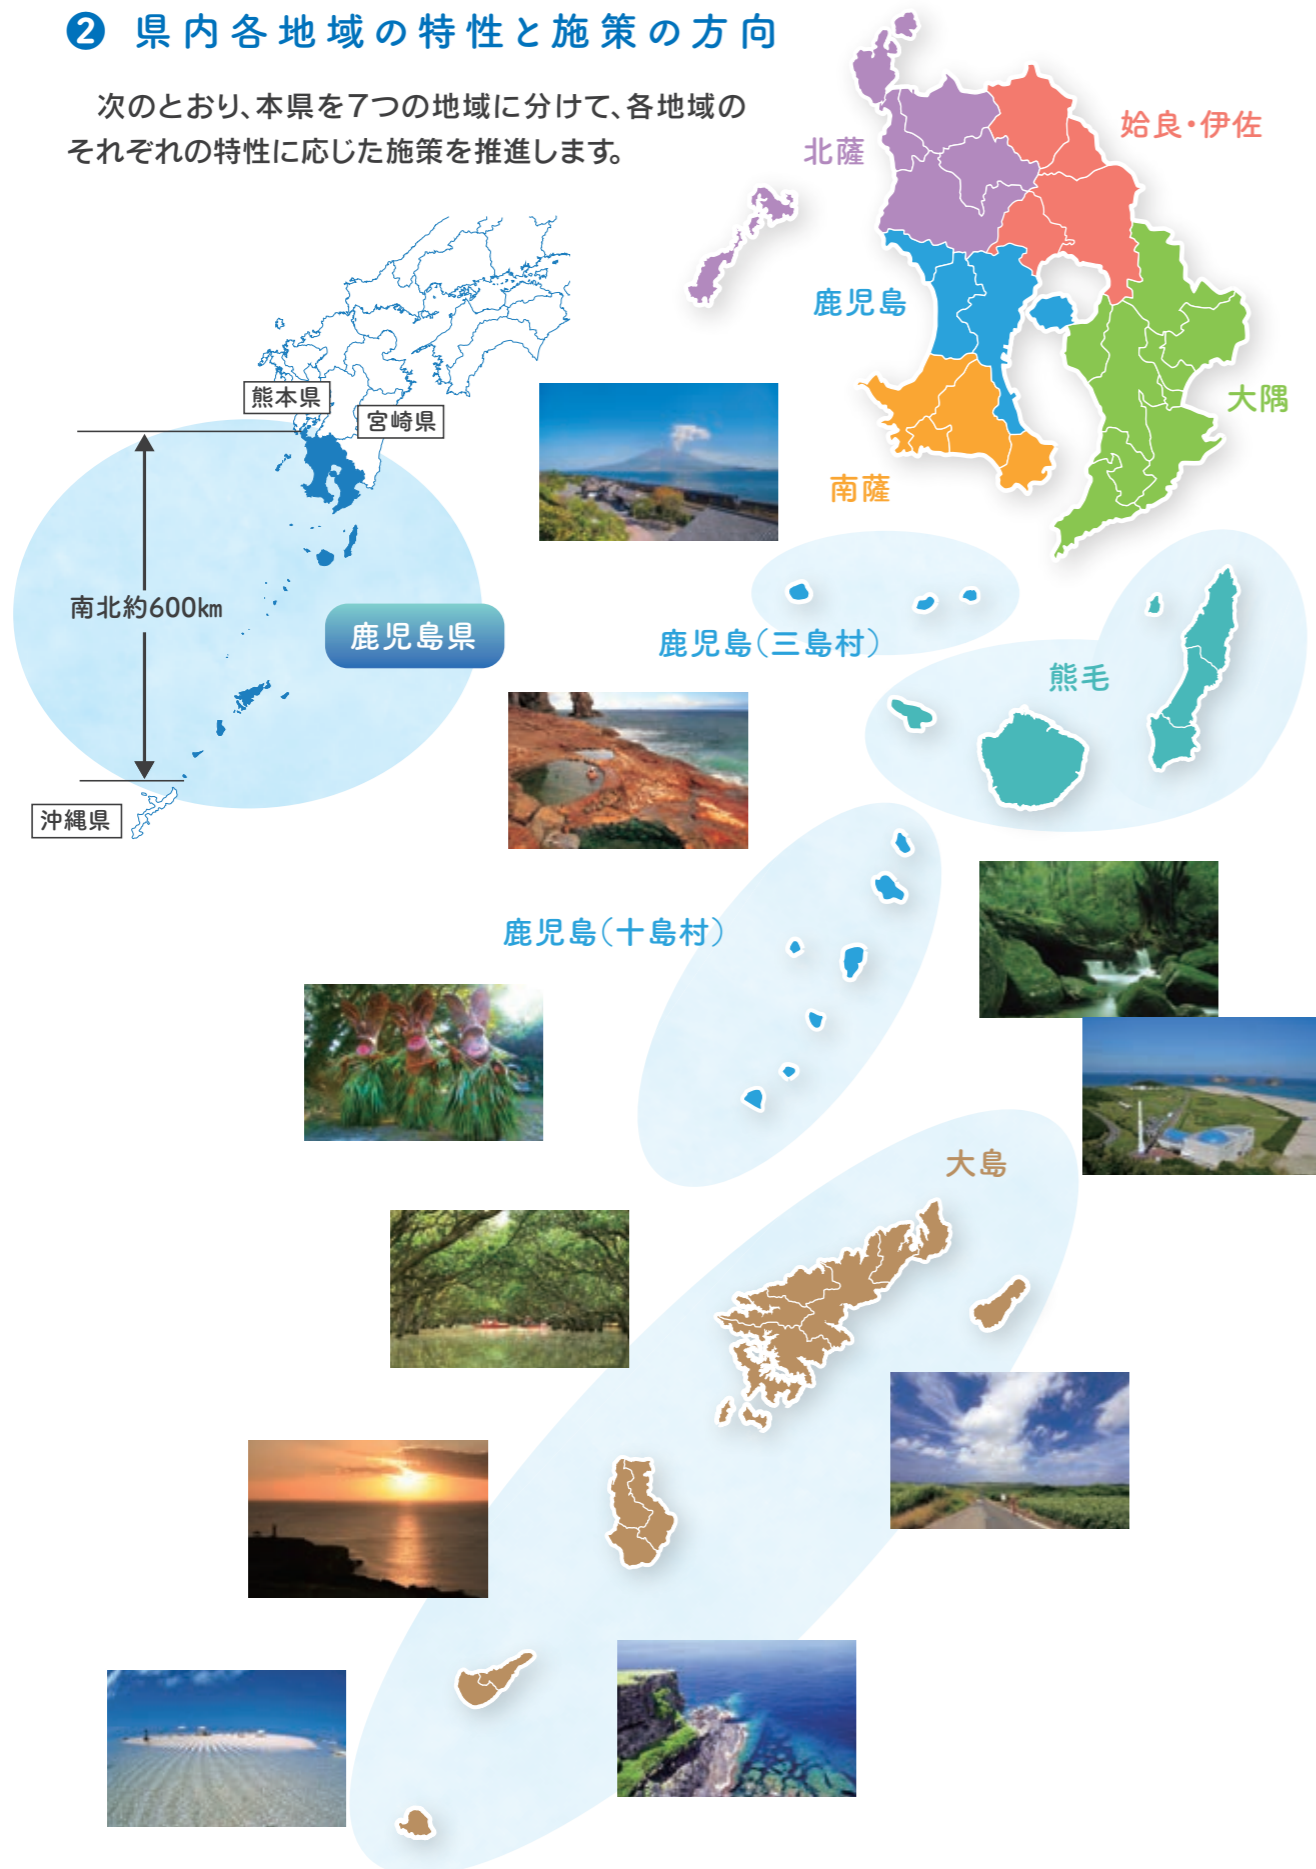 ❷ 県内各地域の特性と施策の方向
次のとおり、本県を7つの地域に分けて、各地域の
それぞれの特性に応じた施策を推進します。
北薩
姶良・伊佐
鹿児島
大隅
南薩
熊本県
宮崎県
南北約600㎞
鹿児島県
沖縄県
鹿児島（三島村）
熊毛
鹿児島（十島村）
大島